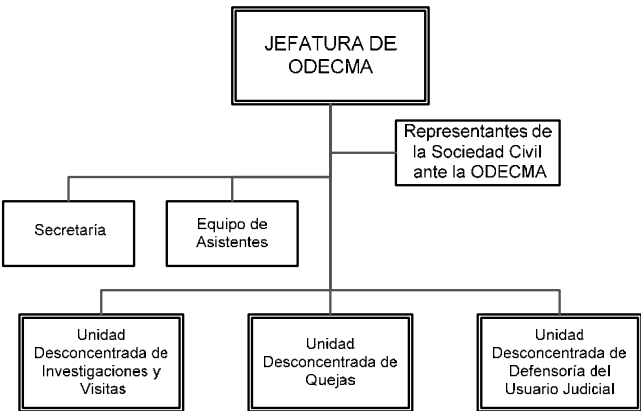 JEFATURA DE
ODECMA
Representantes de
la Sociedad Civil
ante la ODECMA
Secretaría
Equipo de
Asistentes
Unidad
Desconcentrada de
Investigaciones y
Visitas
Unidad
Desconcentrada de
Quejas
Unidad
Desconcentrada de
Defensoría del
Usuario Judicial